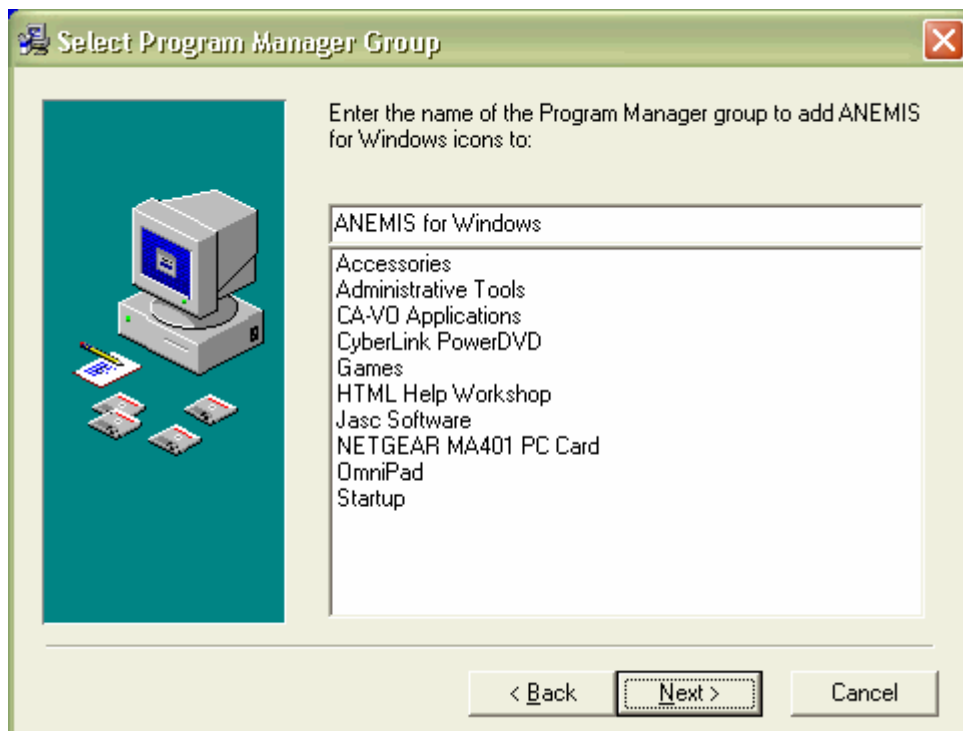 Select Program Manager Group
Enter the name of the Program Manager group to add ANEMIS
for Windows icons to:
ANEMIS for Windows
Accessories
Administrative Tools
CA-VO Applications
CyberLink PowerDVD
Games
HTML Help Workshop
Jasc Software
NETGEAR MA401 PC Card
OmniPad
Startup
< Back
Next >
Cancel